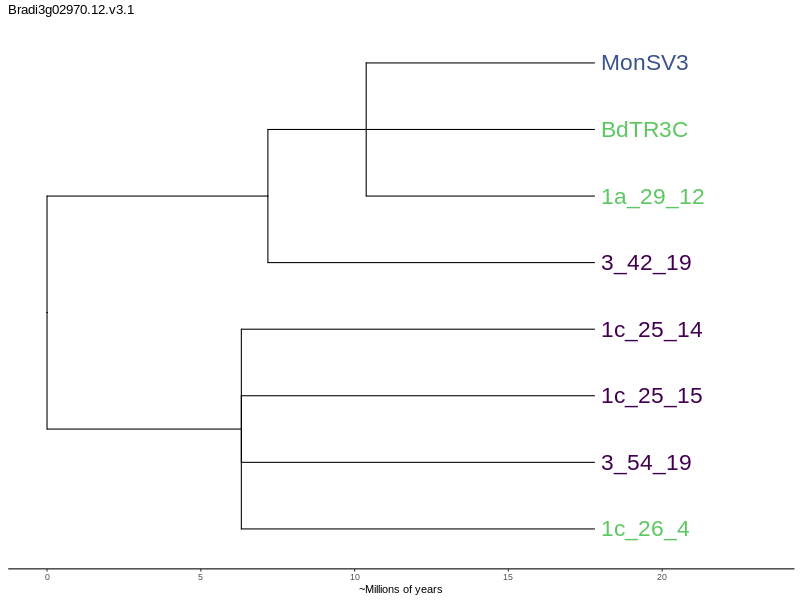 Bradi3g02970.12.v3.1
MonSV3
BdTR3C
1a_29_12
3_42_19
1c_25_14
1c_25_15
3_54_19
1c_26_4
0 5 10 15 20
~Millions of years